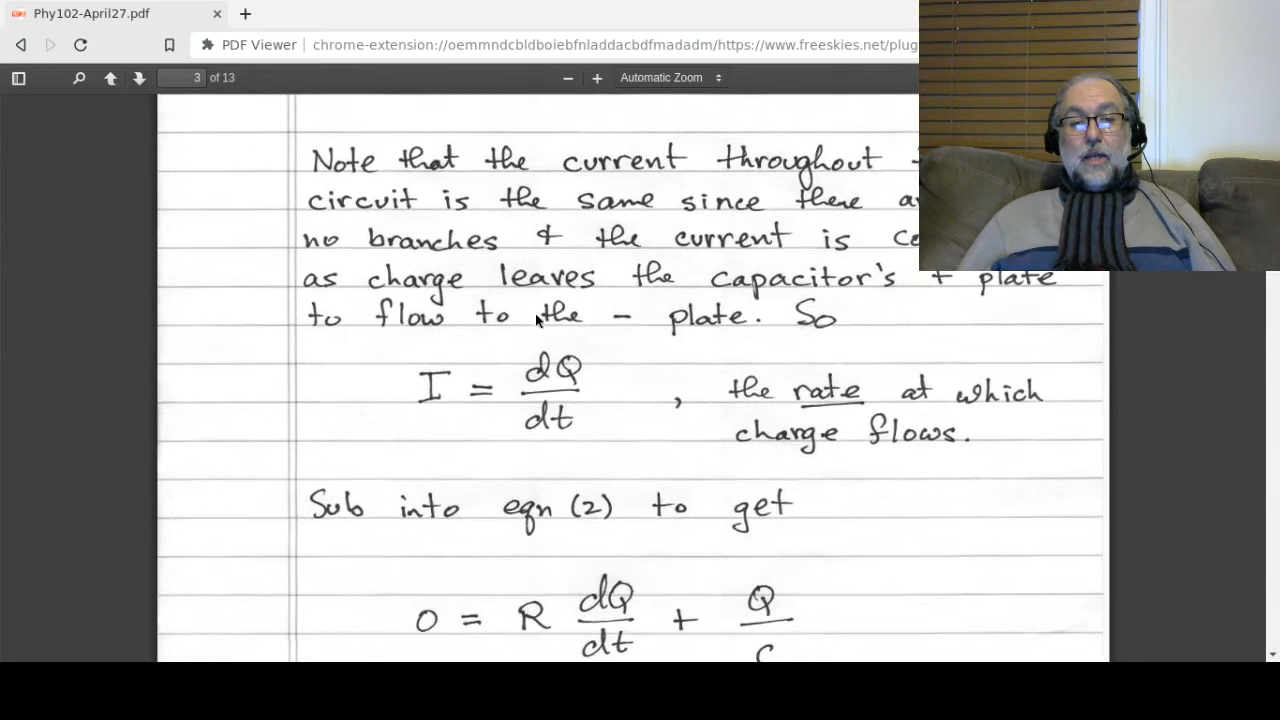 Phy102-April27.pdf
PDF Viewer chrome-extension://oemmndcbldboiebfnladdacbdfmadadm/https://www.freeskies.net/plug
3 of 13 Automatic Zoom
Note that the current throughout
circuit is the same since there
no branches & the current is
as charge leaves the capacitor's + plate
to flow to the - plate. So
I = dQ/dt , the rate at which
charge flows.
Sub into eqn (2) to get
0 = R dQ/dt + Q/C